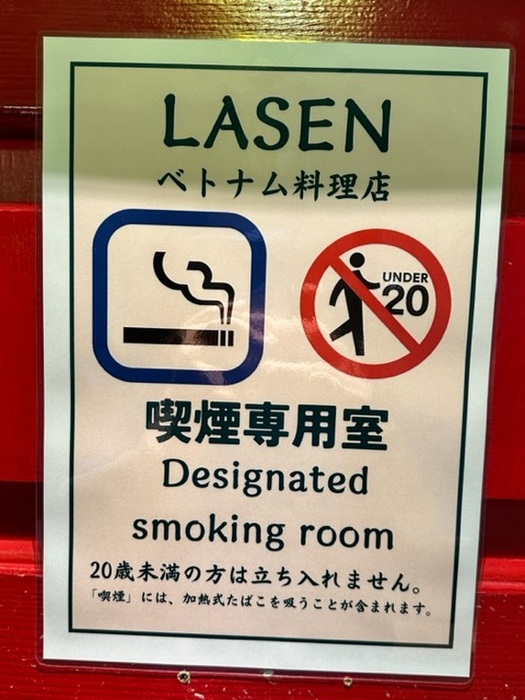 LASEN
ベトナム料理店
UNDER
20
喫煙専用室
Designated
smoking room
20歳未満の方は立ち入れません。
「喫煙」には、加熱式たばこを吸うことが含まれます。